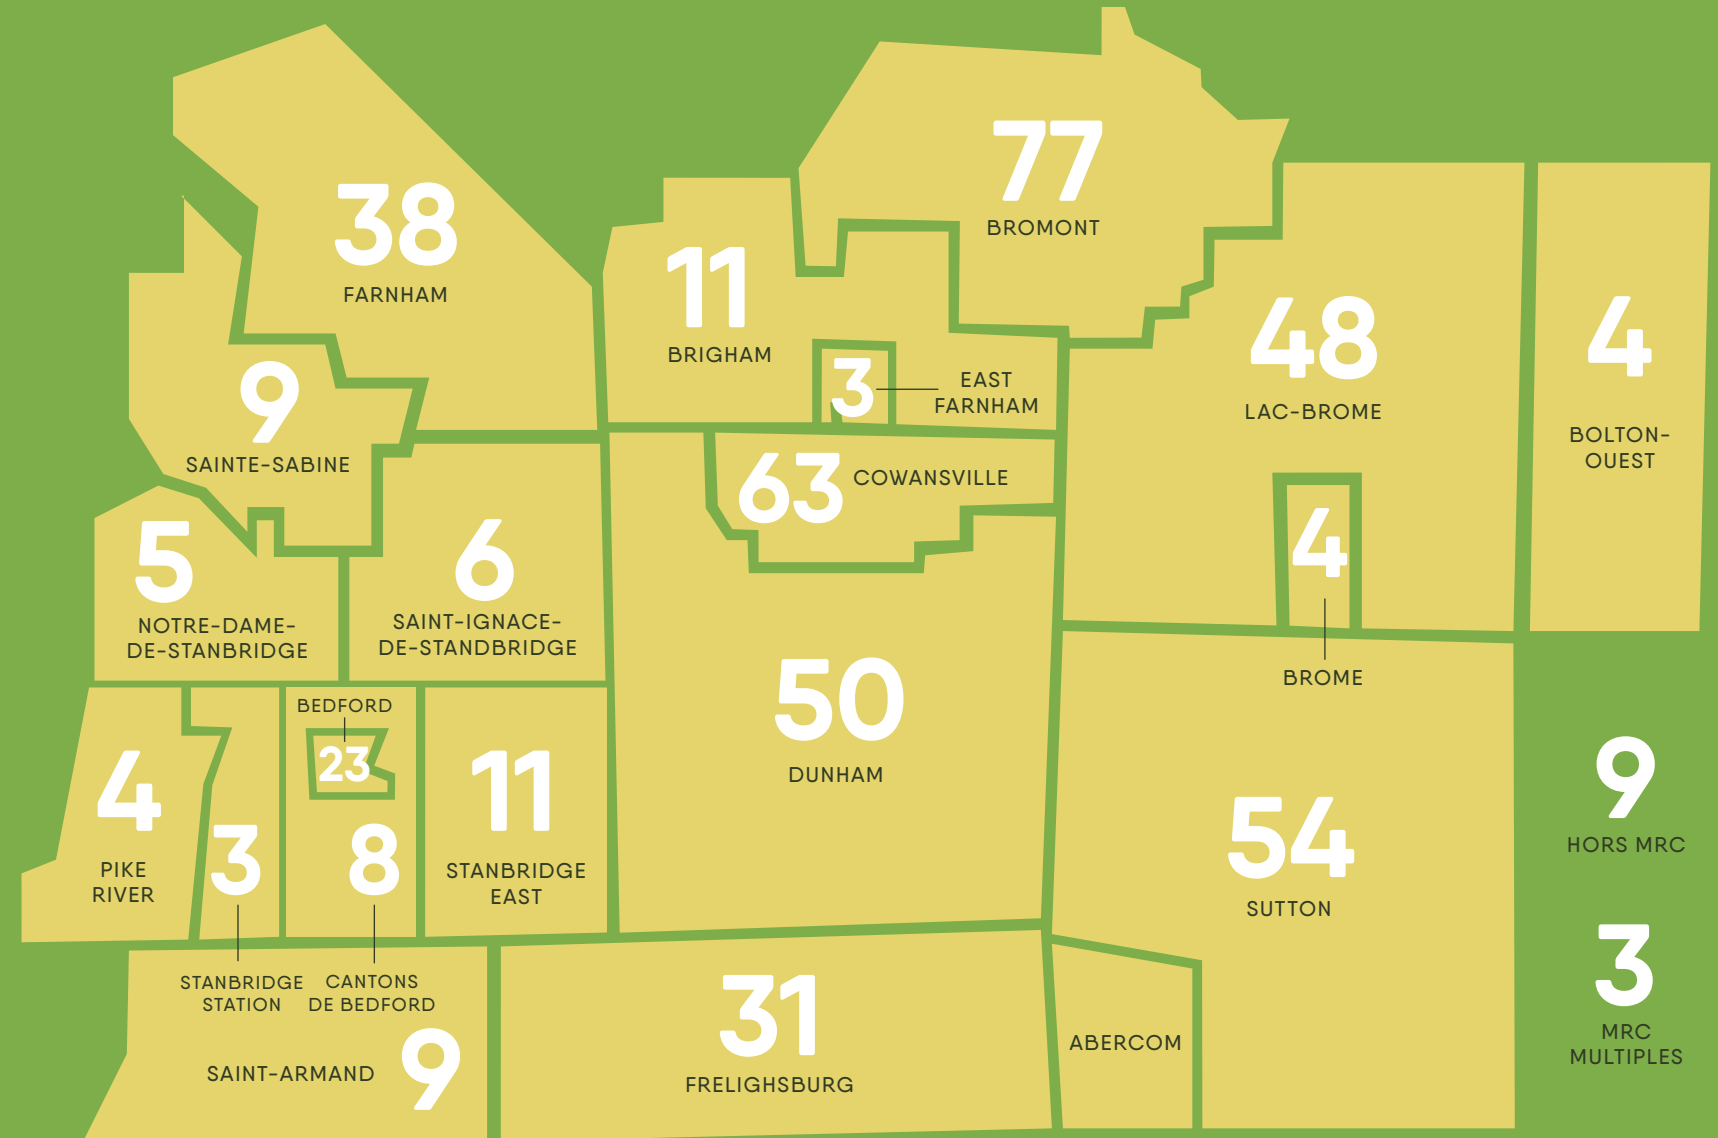 77
BROMONT
38
FARNHAM
11
BRIGHAM
48
LAC-BROME
4
BOLTON-
OUEST
3
EAST
FARNHAM
9
SAINTE-SABINE
63 COWANSVILLE
5
NOTRE-DAME-
DE-STANBRIDGE
6
SAINT-IGNACE-
DE-STANDBRIDGE
4
BROME
50
DUNHAM
BEDFORD
23
4
PIKE
RIVER
3
STANBRIDGE
STATION
8
CANTONS
DE BEDFORD
11
STANBRIDGE
EAST
54
SUTTON
9
HORS MRC
3
MRC
MULTIPLES
SAINT-ARMAND 9
31
FRELIGHSBURG
ABERCOM